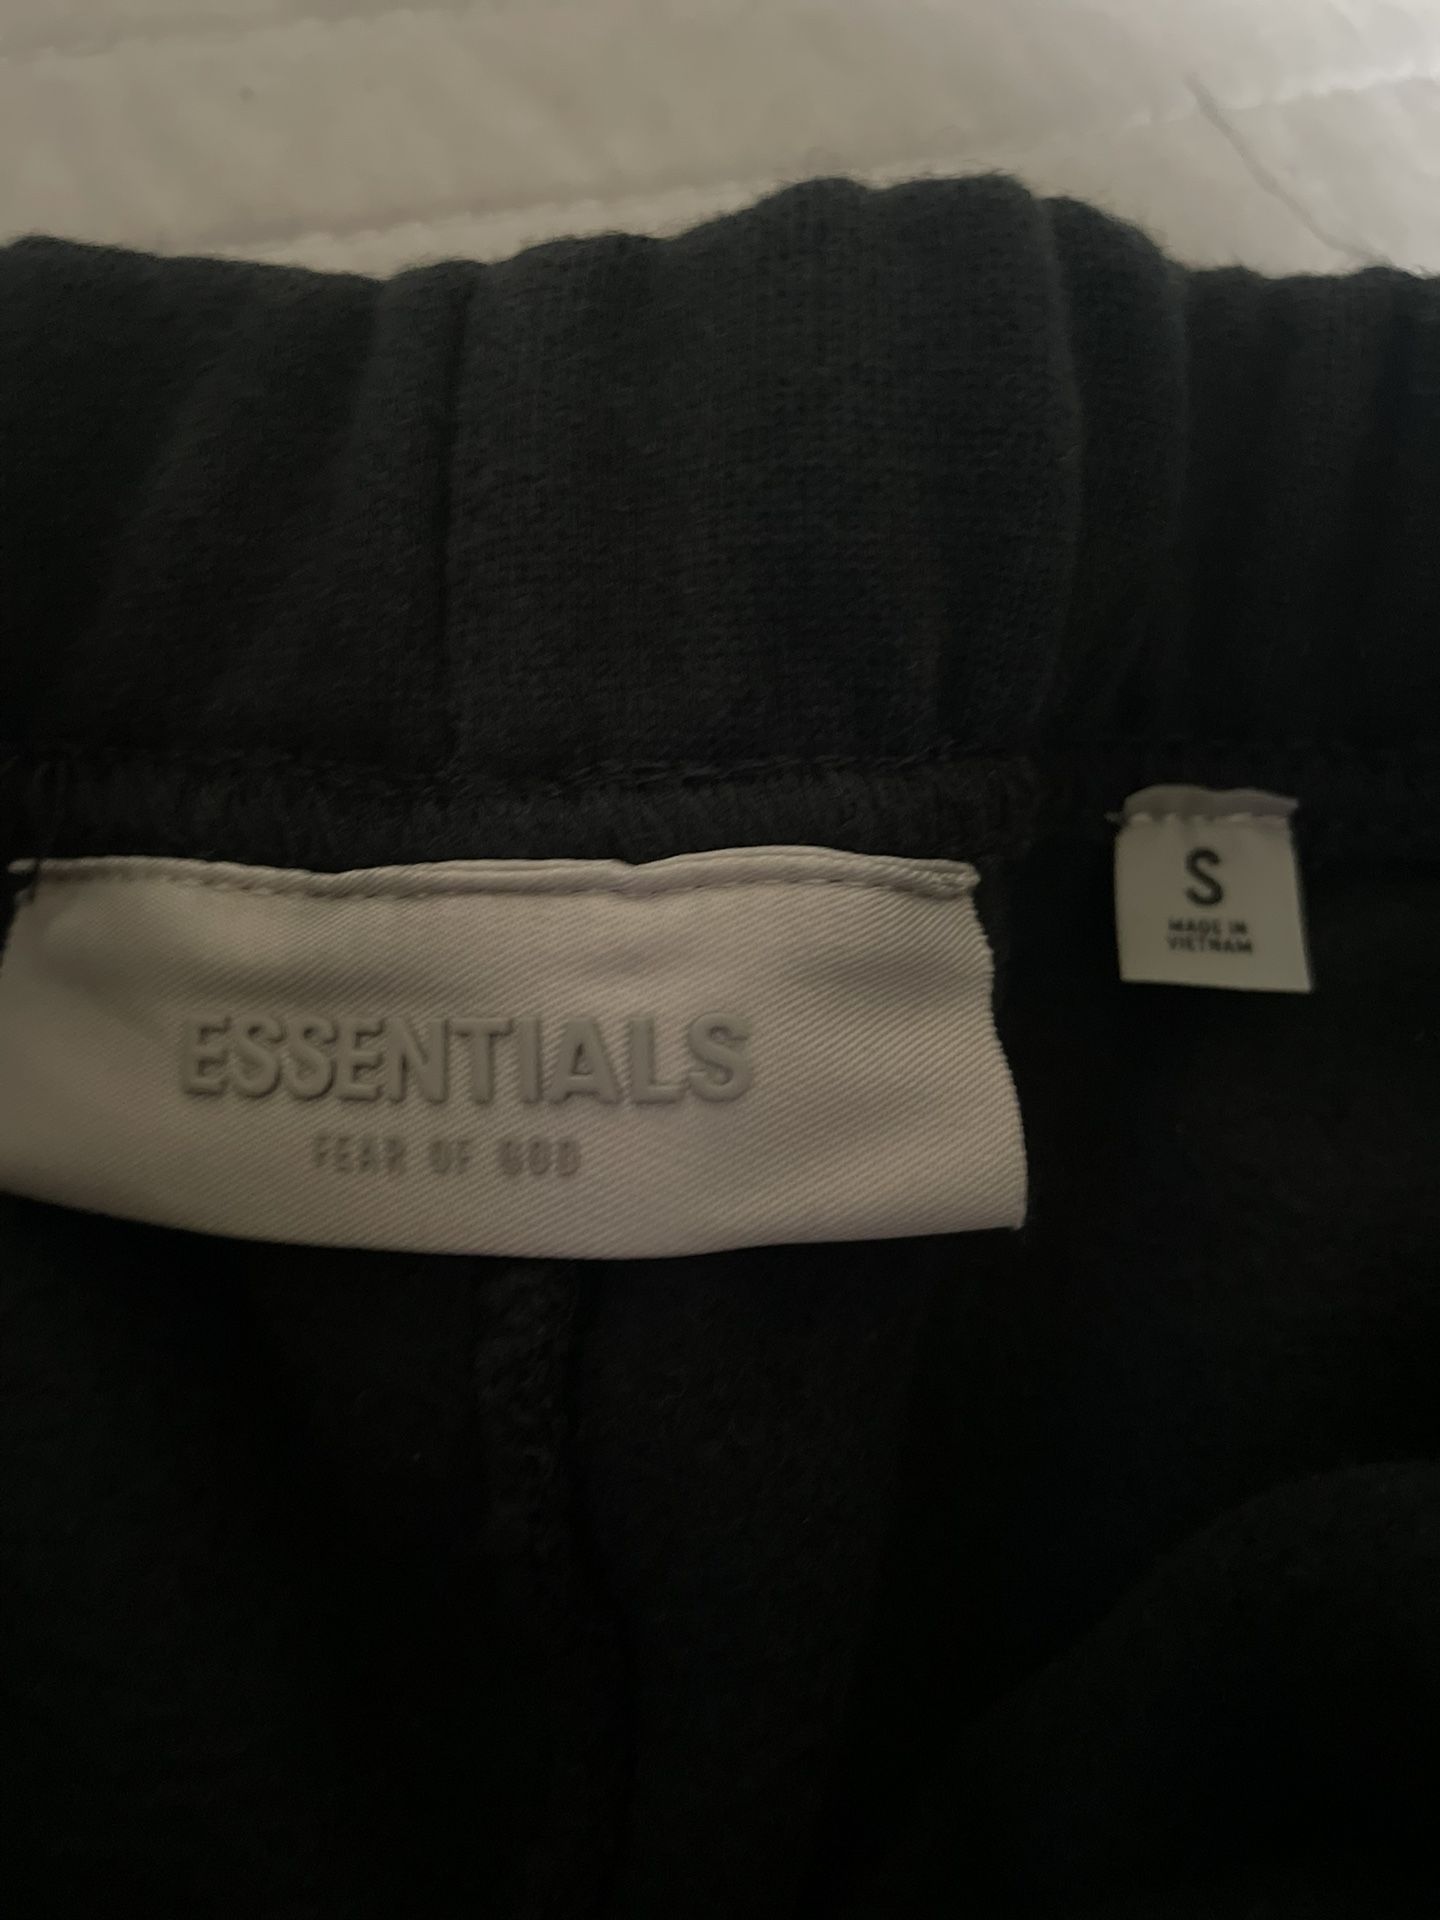 ESSENTIALS
FEAR OF GOD
S
MADE IN
VIETNAM